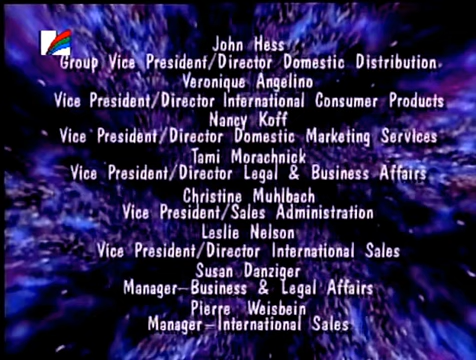 John Hess
Group Vice President/Director Domestic Distribution
Veronique Angelino
Vice President/Director International Consumer Products
Nancy Koff
Vice President/Director Domestic Marketing Services
Tami Morachnick
Vice President/Director Legal & Business Affairs
Christine Muhlbach
Vice President/Sales Administration
Leslie Nelson
Vice President/Director International Sales
Susan Danziger
Manager–Business & Legal Affairs
Pierre Weisbein
Manager–International Sales